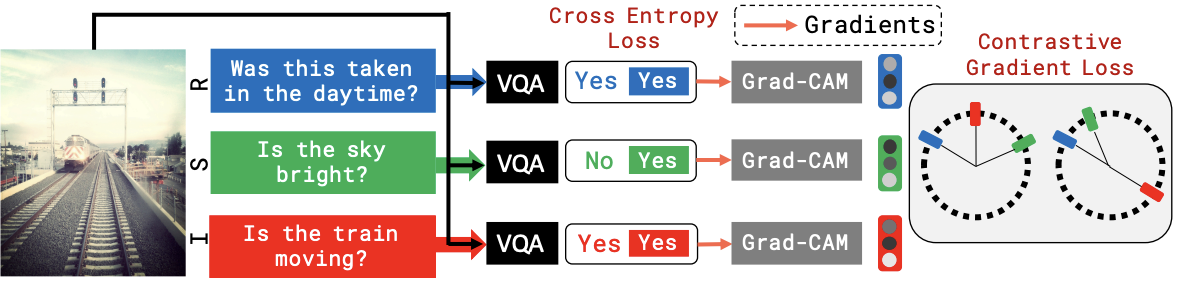 Cross Entropy
Loss
Gradients
Contrastive
Gradient Loss
R
Was this taken
in the daytime?
VQA
Yes
Yes
Grad-CAM
S
Is the sky
bright?
VQA
No
Yes
Grad-CAM
I
Is the train
moving?
VQA
Yes
Yes
Grad-CAM